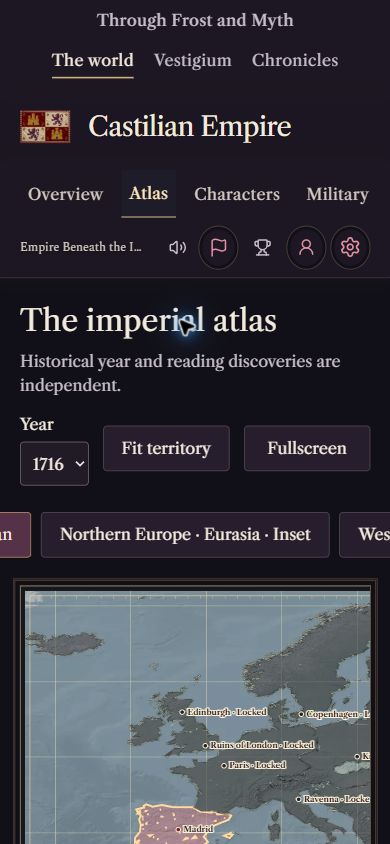 Through Frost and Myth
The world Vestigium Chronicles
Castilian Empire
Overview Atlas Characters Military
Empire Beneath the I...
The imperial atlas
Historical year and reading discoveries are
independent.
Year
1716 Fit territory Fullscreen
Northern Europe · Eurasia · Inset
Edinburgh · Locked
Copenhagen ·
Ruins of London · Locked
Paris · Locked
Ravenna · Locke
Madrid